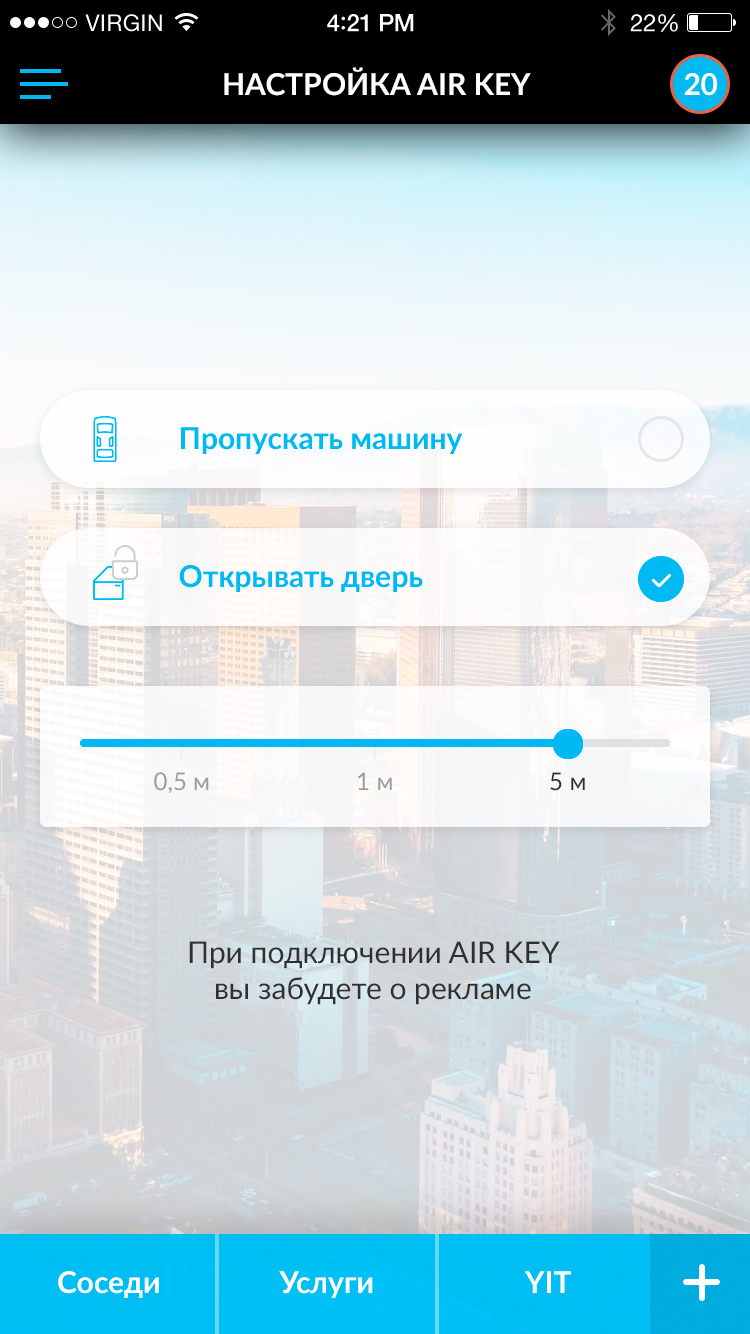 VIRGIN 4:21 PM 22%
НАСТРОЙКА AIR KEY 20
Пропускать машину
Открывать дверь
0,5 м 1 м 5 м
При подключении AIR KEY
вы забудете о рекламе
Соседи Услуги YIT +